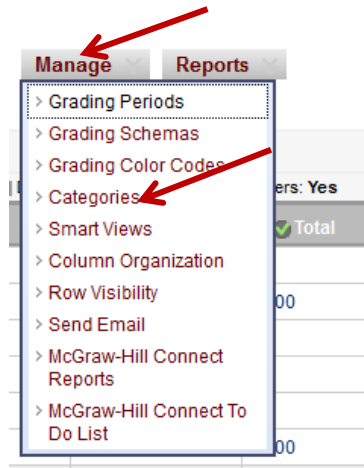 Manage Reports
> Grading Periods
> Grading Schemas
> Grading Color Codes
> Categories
ers: Yes
> Smart Views
Total
> Column Organization
> Row Visibility
00
> Send Email
> McGraw-Hill Connect
Reports
> McGraw-Hill Connect To
Do List
00